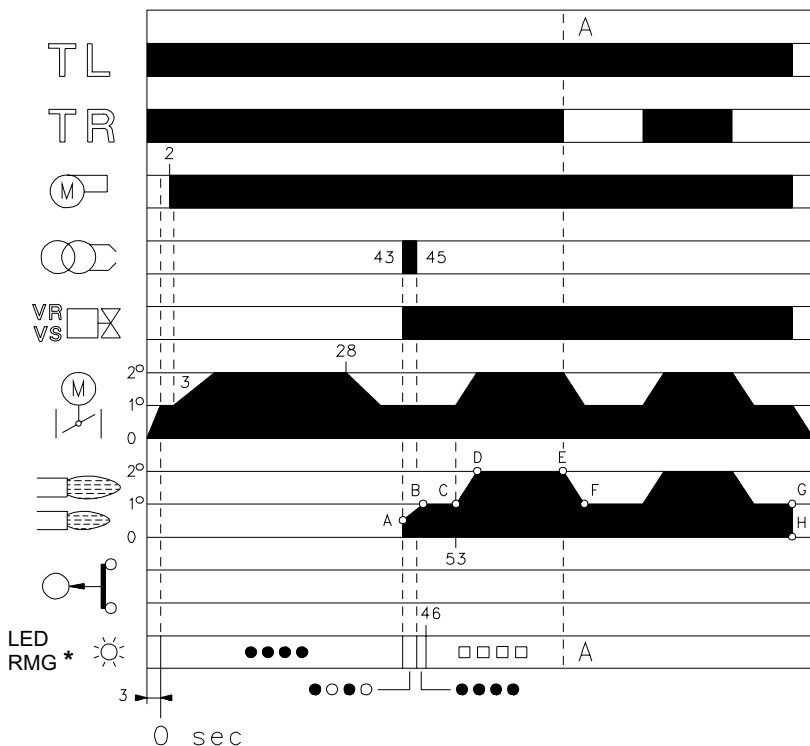 A
TL
TR
2
M
43 45
VR
VS
28
M
2°
3
1°
0
2°
D E
B C F G
1°
A H
0
53
46
LED
RMG * A
3
0 sec